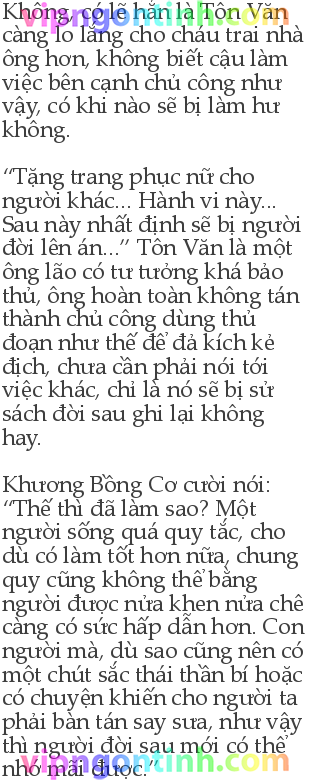 Không, có lẽ hẳn là Tôn Văn
càng lo lắng cho cháu trai nhà
ông hơn, không biết cậu làm
việc bên cạnh chủ công như
vậy, có khi nào sẽ bị làm hư
không.
“Tặng trang phục nữ cho
người khác... Hành vi này...
Sau này nhất định sẽ bị người
đời lên án...” Tôn Văn là một
ông lão có tư tưởng khá bảo
thủ, ông hoàn toàn không tán
thành chủ công dùng thủ
đoạn như thế để đả kích kẻ
địch, chưa cần phải nói tới
việc khác, chỉ là nó sẽ bị sử
sách đời sau ghi lại không
hay.
Khương Bồng Cơ cười nói:
“Thế thì đã làm sao? Một
người sống quá quy tắc, cho
dù có làm tốt hơn nữa, chung
quy cũng không thể bằng
người được nửa khen nửa chê
càng có sức hấp dẫn hơn. Con
người mà, dù sao cũng nên có
một chút sắc thái thần bí hoặc
có chuyện khiến cho người ta
phải bàn tán say sưa, như vậy
thì người đời sau mới có thể
nhớ mãi được.”
vipngontinh.com